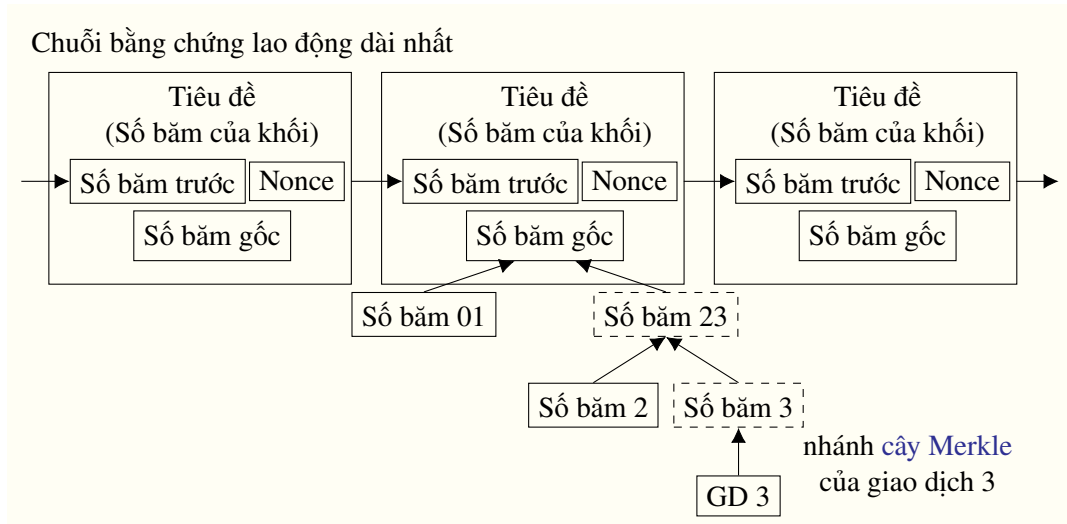 Chuỗi bằng chứng lao động dài nhất
Tiêu đề
(Số băm của khối)
Số băm trước
Nonce
Số băm gốc
Tiêu đề
(Số băm của khối)
Số băm trước
Nonce
Số băm gốc
Tiêu đề
(Số băm của khối)
Số băm trước
Nonce
Số băm gốc
Số băm 01
Số băm 23
Số băm 2
Số băm 3
nhánh cây Merkle
của giao dịch 3
GD 3